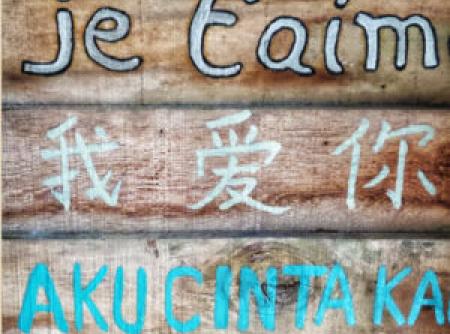 je t'aim
我爱你
AKU CINTA KA